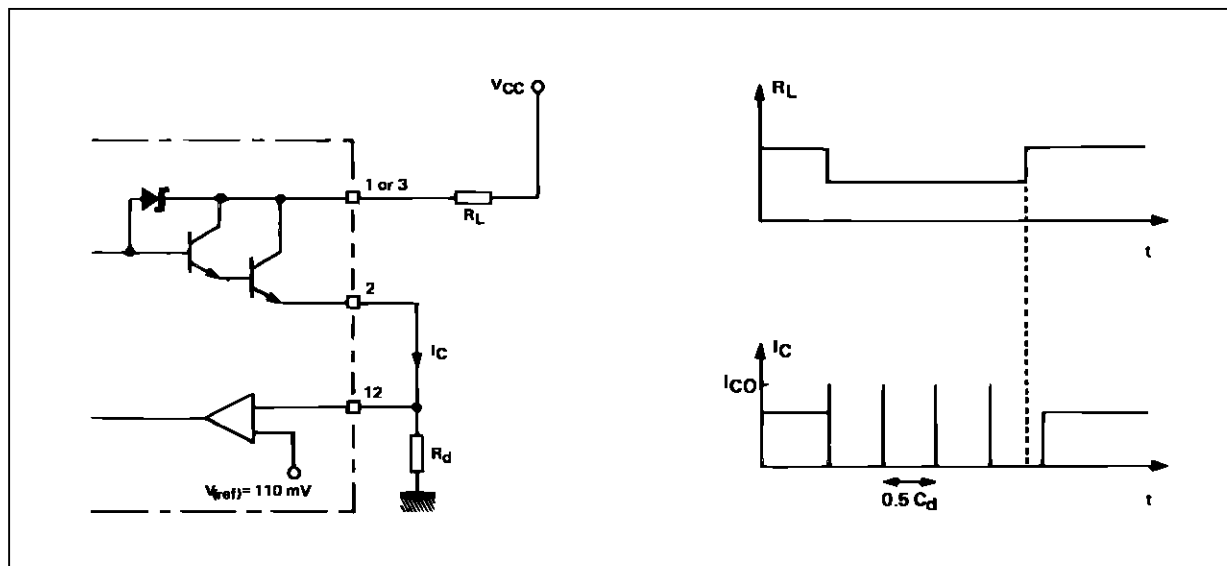 VCC
1 or 3
RL
2
IC
12
Rd
V(ref)= 110 mV
RL
t
IC
ICO
0.5 Cd
t